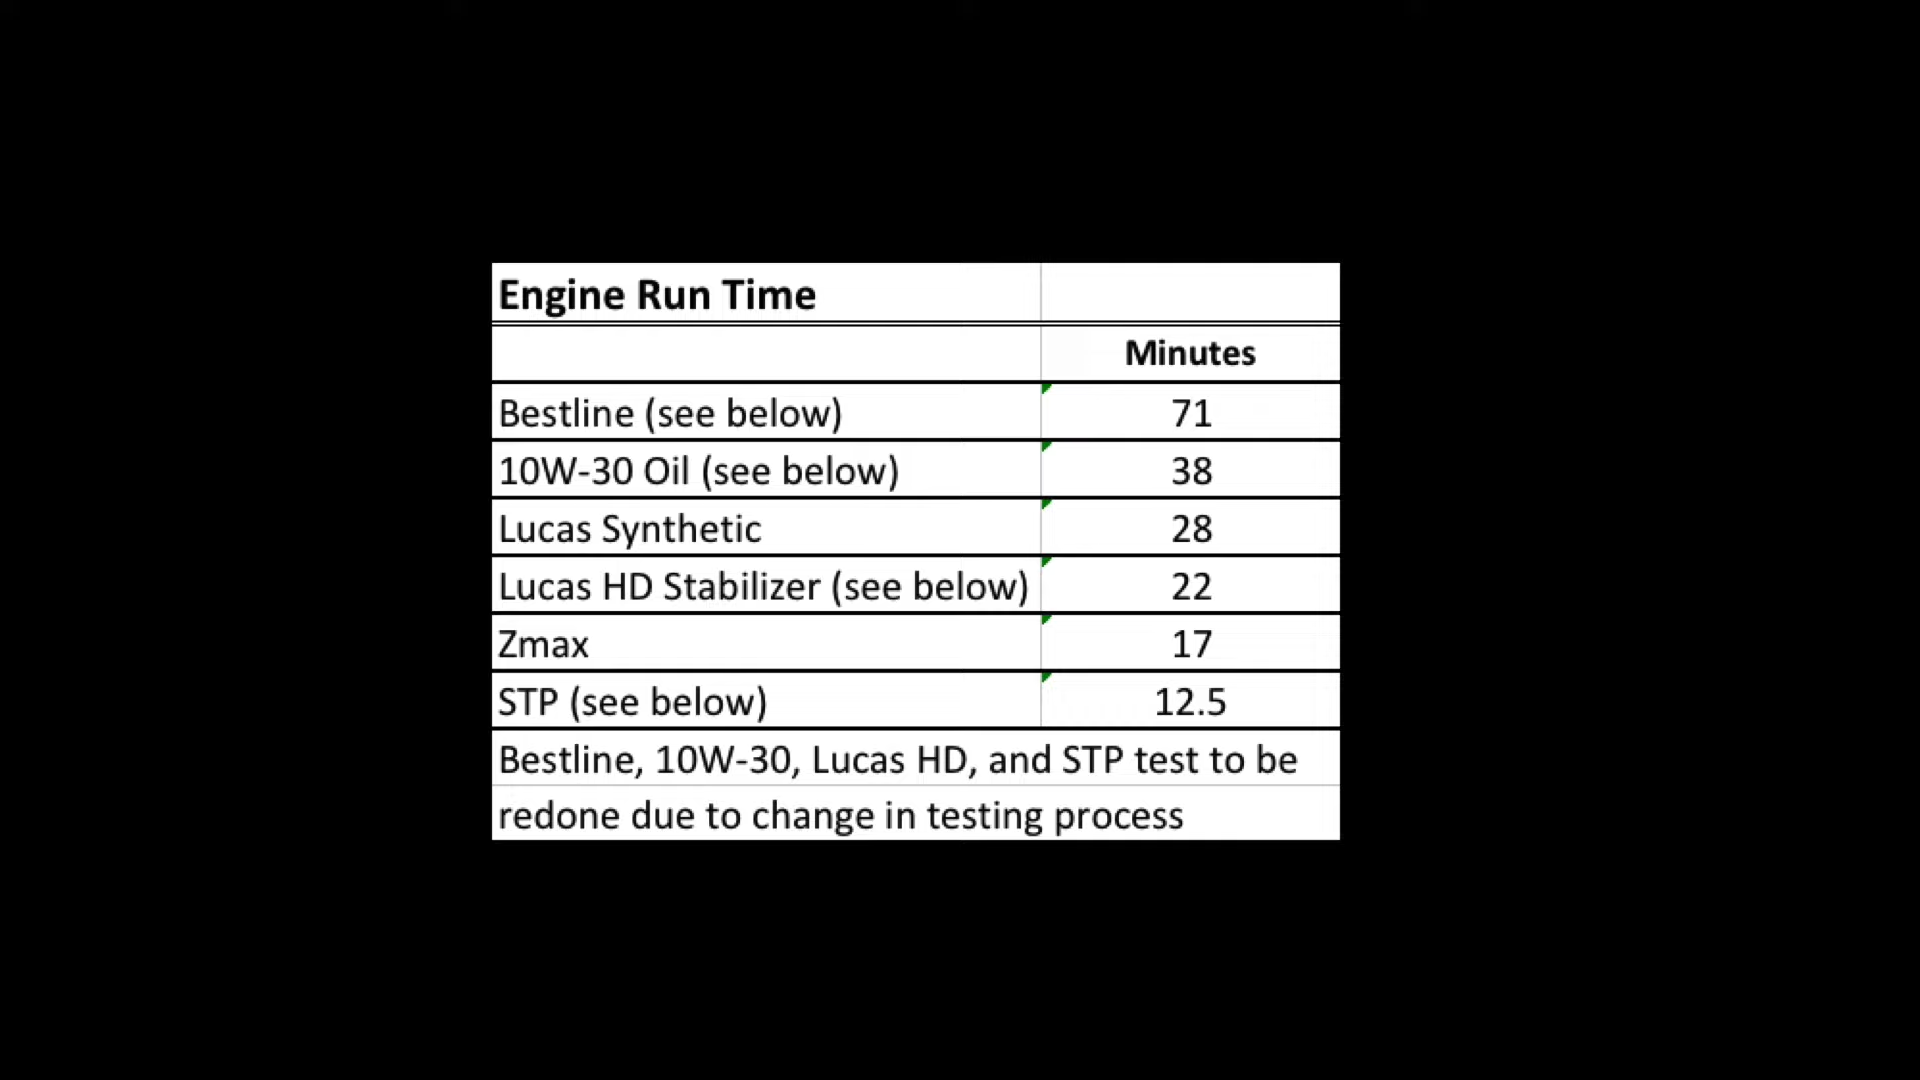 Engine Run Time
Minutes
Bestline (see below) 71
10W-30 Oil (see below) 38
Lucas Synthetic 28
Lucas HD Stabilizer (see below) 22
Zmax 17
STP (see below) 12.5
Bestline, 10W-30, Lucas HD, and STP test to be
redone due to change in testing process